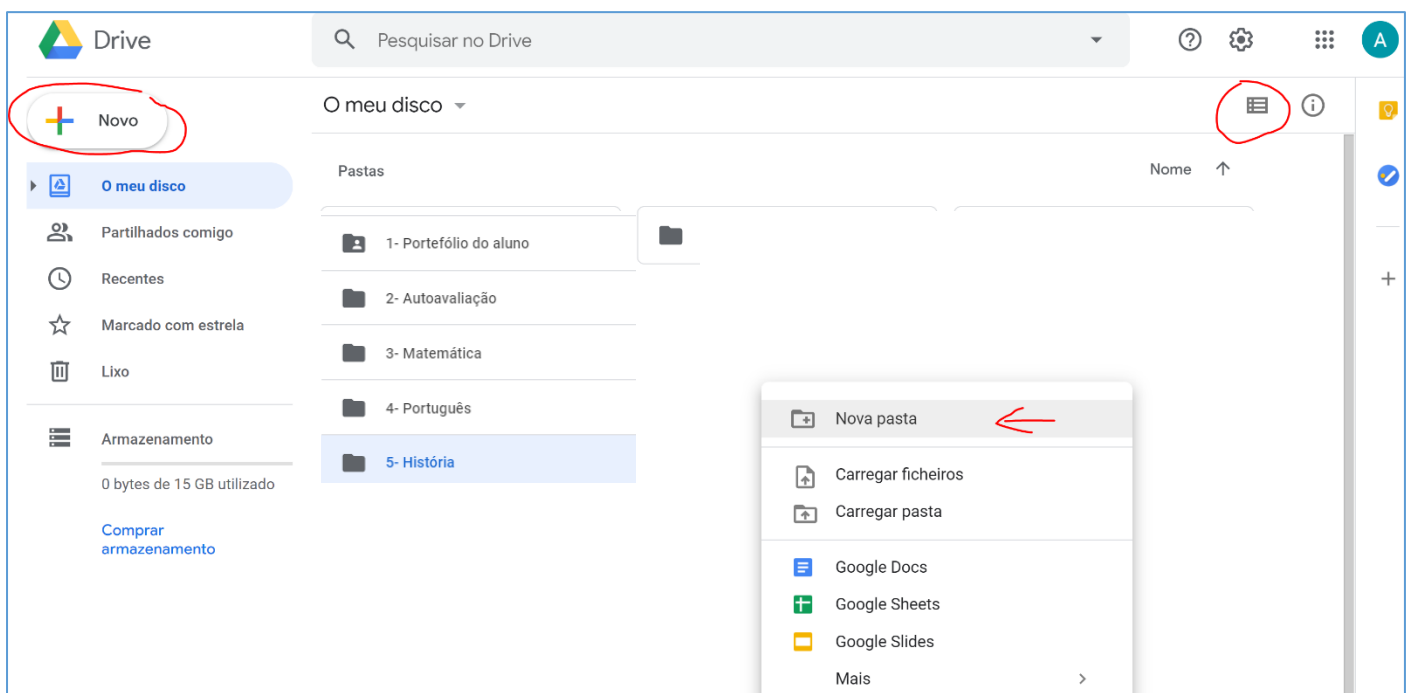 Drive
Pesquisar no Drive
A
Novo
O meu disco
O meu disco
Partilhados comigo
Recentes
Marcado com estrela
Lixo
Armazenamento
0 bytes de 15 GB utilizado
Comprar
armazenamento
Pastas
Nome
1- Portefólio do aluno
2- Autoavaliação
3- Matemática
4- Português
5- História
Nova pasta
Carregar ficheiros
Carregar pasta
Google Docs
Google Sheets
Google Slides
Mais